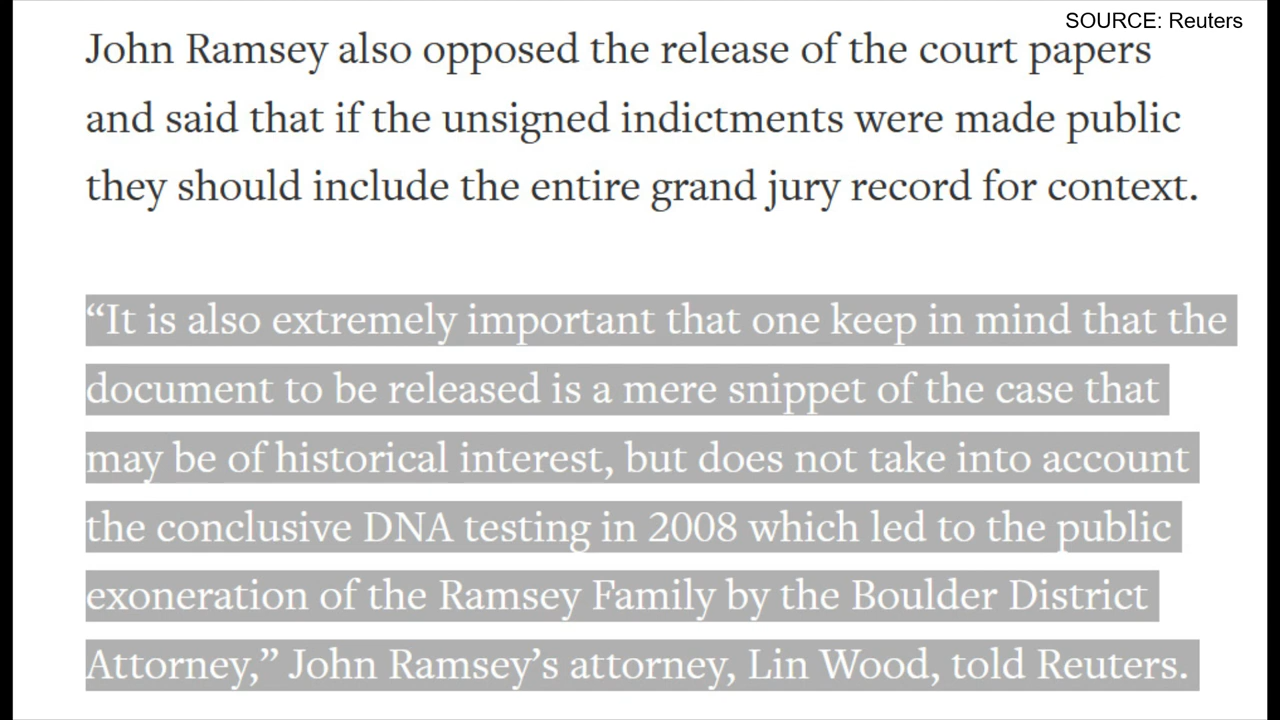 SOURCE: Reuters
John Ramsey also opposed the release of the court papers
and said that if the unsigned indictments were made public
they should include the entire grand jury record for context.
“It is also extremely important that one keep in mind that the
document to be released is a mere snippet of the case that
may be of historical interest, but does not take into account
the conclusive DNA testing in 2008 which led to the public
exoneration of the Ramsey Family by the Boulder District
Attorney,” John Ramsey’s attorney, Lin Wood, told Reuters.